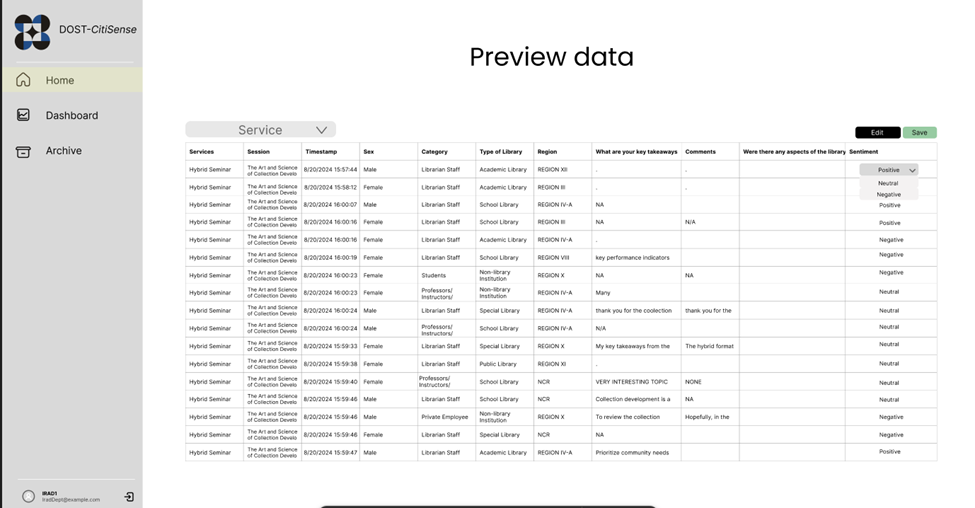 DOST-CitiSense
Home
Dashboard
Archive
IRAD1
IradDept@example.com
Preview data
Service
Edit
Save
Services Session Timestamp Sex Category Type of Library Region What are your key takeaways Comments Were there any aspects of the library Sentiment
Hybrid Seminar The Art and Science of Collection Develo 8/20/2024 15:57:44 Male Librarian Staff Academic Library REGION XII . . Positive
Neutral
Negative
Hybrid Seminar The Art and Science of Collection Develo 8/20/2024 15:58:12 Female Librarian Staff Academic Library REGION III . .
Hybrid Seminar The Art and Science of Collection Develo 8/20/2024 16:00:07 Male Librarian Staff School Library REGION IV-A NA Positive
Hybrid Seminar The Art and Science of Collection Develo 8/20/2024 16:00:16 Female Librarian Staff School Library REGION III NA N/A Positive
Hybrid Seminar The Art and Science of Collection Develo 8/20/2024 16:00:16 Female Librarian Staff Academic Library REGION IV-A . Negative
Hybrid Seminar The Art and Science of Collection Develo 8/20/2024 16:00:19 Female Librarian Staff School Library REGION VIII key performance indicators Negative
Hybrid Seminar The Art and Science of Collection Develo 8/20/2024 16:00:23 Female Students Non-library Institution REGION X NA NA Negative
Hybrid Seminar The Art and Science of Collection Develo 8/20/2024 16:00:23 Female Professors/ Instructors/ Non-library Institution REGION IV-A Many Neutral
Hybrid Seminar The Art and Science of Collection Develo 8/20/2024 16:00:24 Male Librarian Staff Special Library REGION IV-A thank you for the coolection thank you for the Neutral
Hybrid Seminar The Art and Science of Collection Develo 8/20/2024 16:00:24 Male Professors/ Instructors/ School Library REGION IV-A N/A Neutral
Hybrid Seminar The Art and Science of Collection Develo 8/20/2024 15:59:33 Female Librarian Staff Special Library REGION X My key takeaways from the The hybrid format Neutral
Hybrid Seminar The Art and Science of Collection Develo 8/20/2024 15:59:38 Female Librarian Staff Public Library REGION XI . Neutral
Hybrid Seminar The Art and Science of Collection Develo 8/20/2024 15:59:40 Female Professors/ Instructors/ School Library NCR VERY INTERESTING TOPIC NONE Neutral
Hybrid Seminar The Art and Science of Collection Develo 8/20/2024 15:59:46 Male Librarian Staff School Library NCR Collection development is a NA Neutral
Hybrid Seminar The Art and Science of Collection Develo 8/20/2024 15:59:46 Male Private Employee Non-library Institution REGION X To review the collection Hopefully, in the Negative
Hybrid Seminar The Art and Science of Collection Develo 8/20/2024 15:59:46 Female Librarian Staff Special Library NCR NA Negative
Hybrid Seminar The Art and Science of Collection Develo 8/20/2024 15:59:47 Male Librarian Staff Academic Library REGION IV-A Prioritize community needs Positive